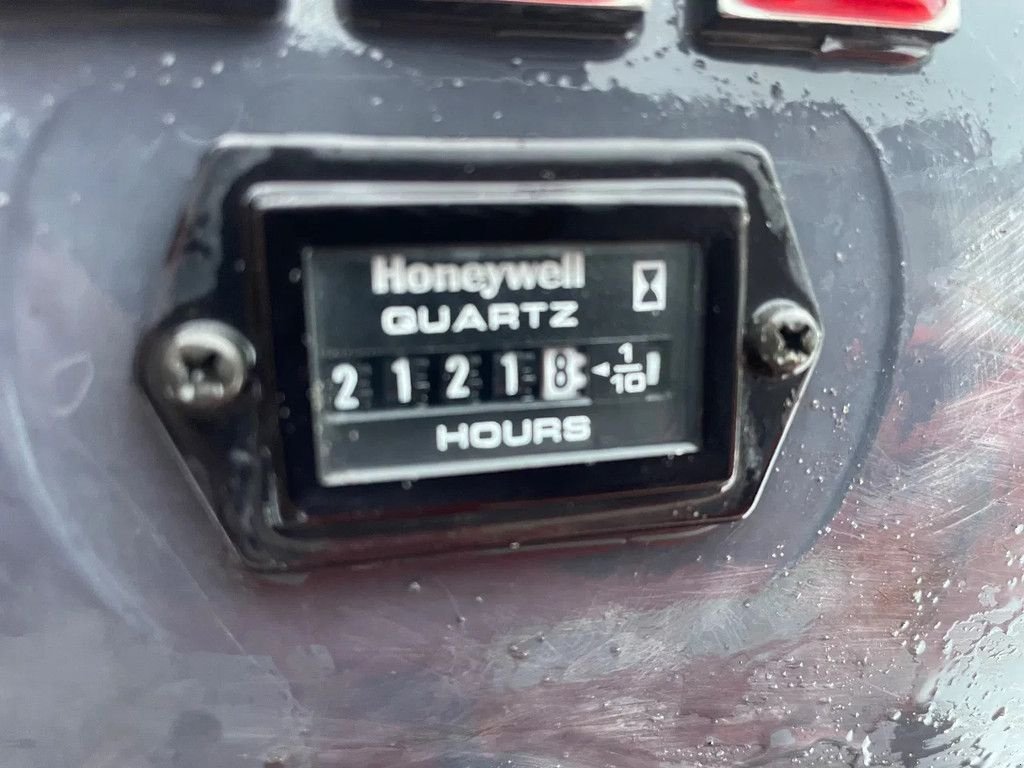 Honeywell
QUARTZ
2 1 2 1 8 ◄ 1/10
HOURS